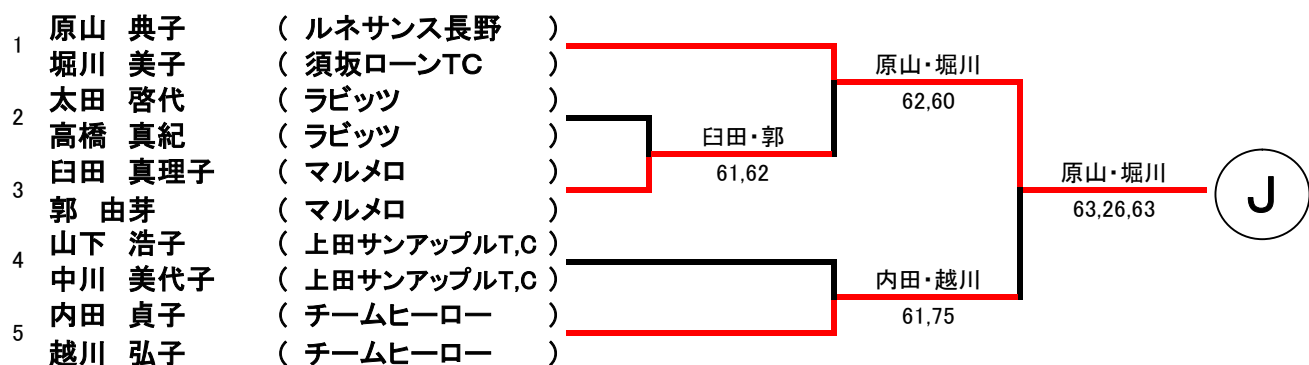 1
原山 典子 ( ルネサンス長野 )
堀川 美子 ( 須坂ローンTC )
2
太田 啓代 ( ラビッツ )
高橋 真紀 ( ラビッツ )
3
臼田 真理子 ( マルメロ )
郭 由芽 ( マルメロ )
4
山下 浩子 ( 上田サンアップルT,C )
中川 美代子 ( 上田サンアップルT,C )
5
内田 貞子 ( チームヒーロー )
越川 弘子 ( チームヒーロー )
臼田・郭
61,62
原山・堀川
62,60
内田・越川
61,75
原山・堀川
63,26,63
J